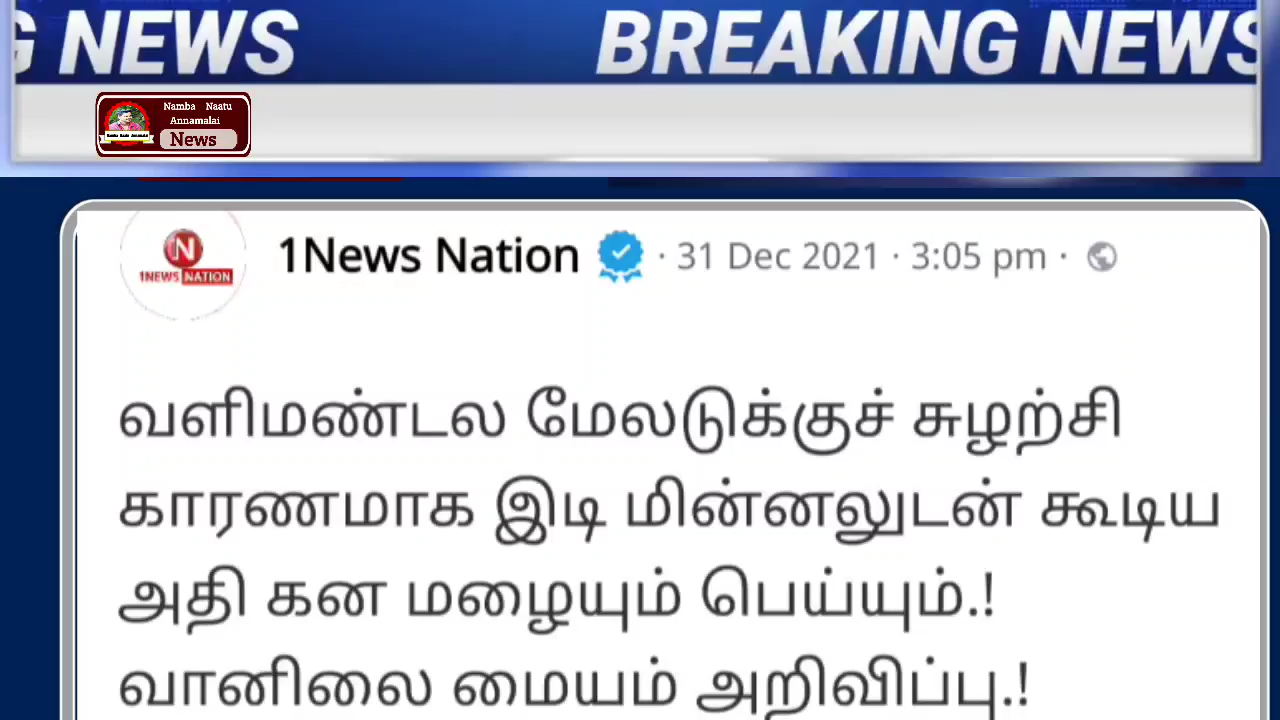 NEWS
BREAKING NEWS
Namba Naatu
Annamalai
News
N
1NEWS NATION
1News Nation · 31 Dec 2021 · 3:05 pm ·
வளிமண்டல மேலடுக்குச் சுழற்சி
காரணமாக இடி மின்னலுடன் கூடிய
அதி கன மழையும் பெய்யும்.!
வானிலை மையம் அறிவிப்பு.!